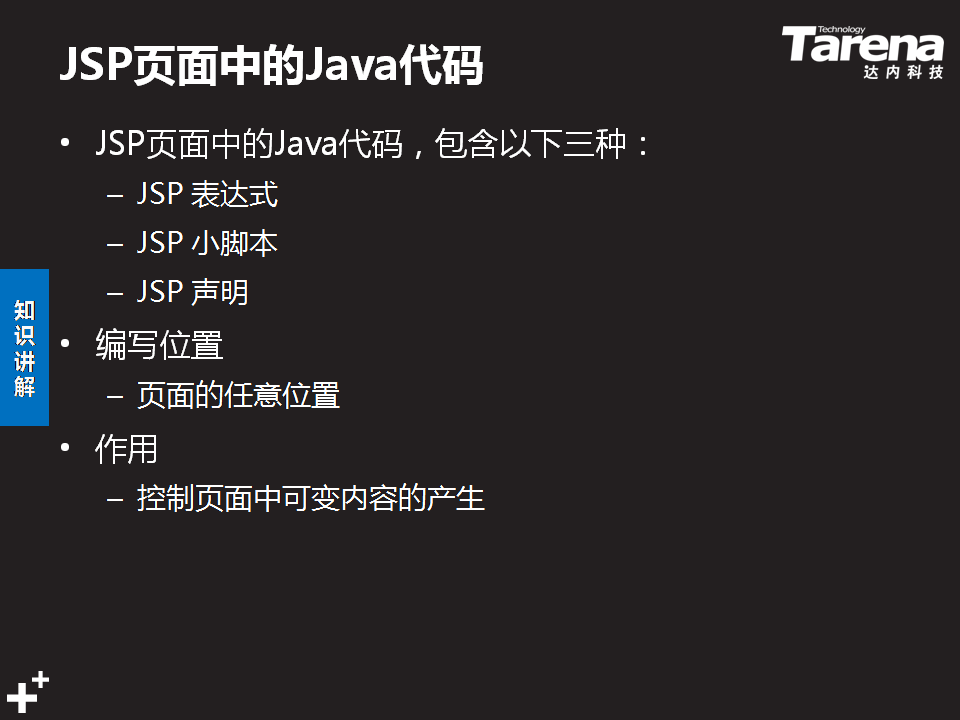 JSP页面中的Java代码
Technology
Tarena
达内科技
• JSP页面中的Java代码，包含以下三种：
– JSP 表达式
– JSP 小脚本
– JSP 声明
• 编写位置
– 页面的任意位置
• 作用
– 控制页面中可变内容的产生
知识讲解